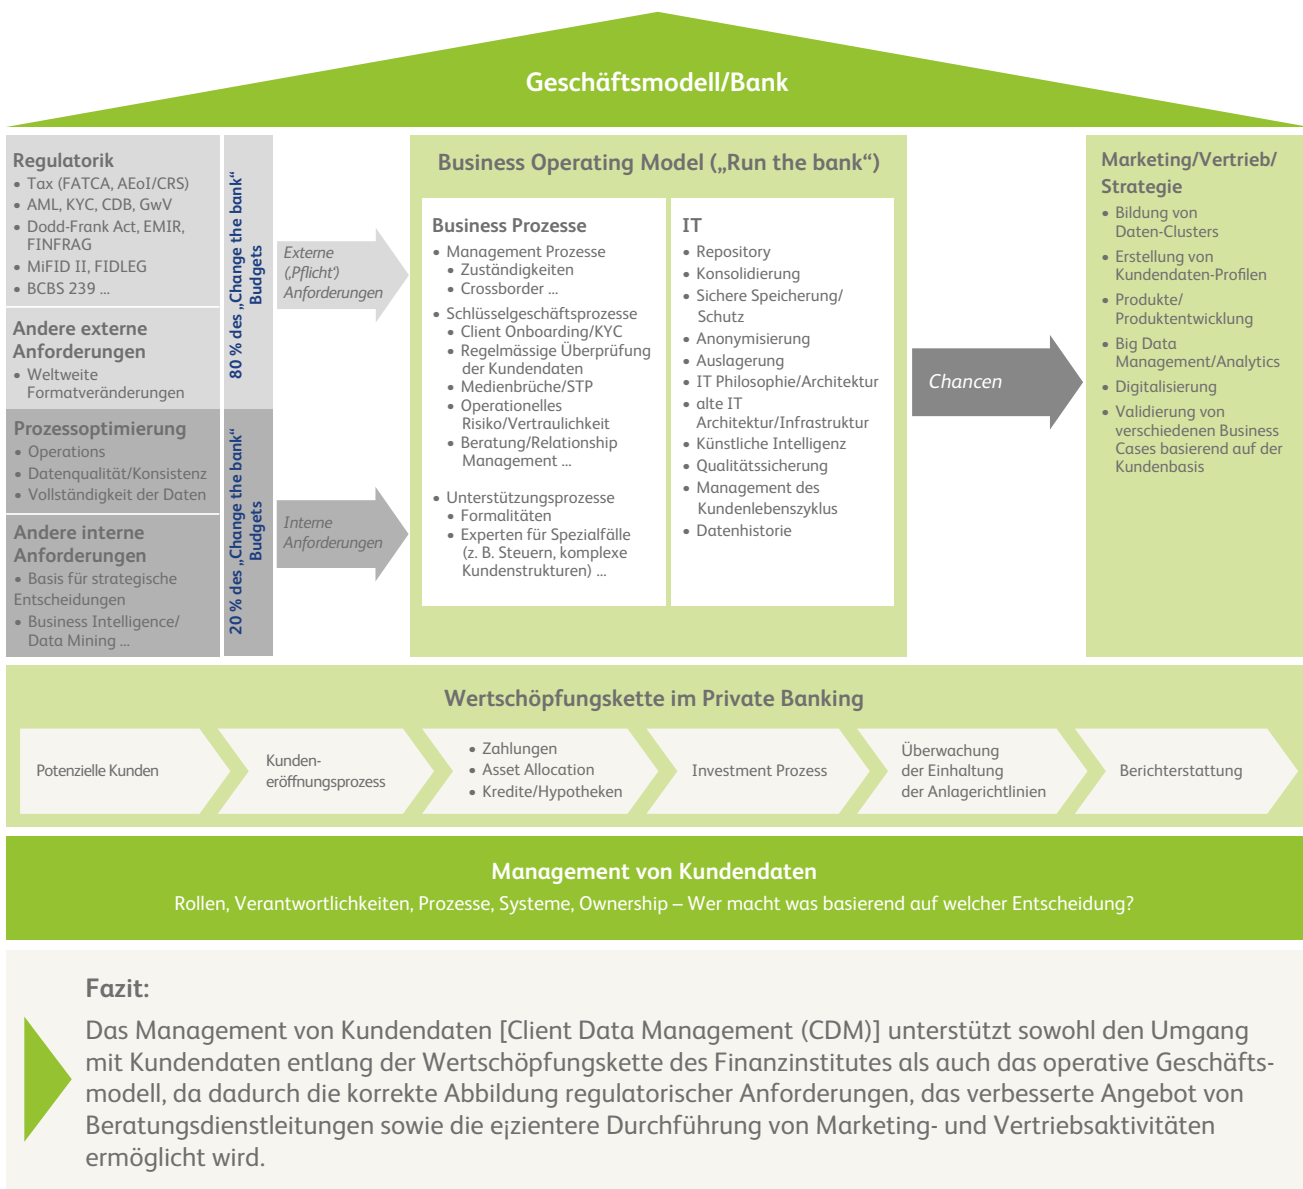 Geschäftsmodell/Bank
Regulatorik
• Tax (FATCA, AEoI/CRS)
• AML, KYC, CDB, GwV
• Dodd-Frank Act, EMIR,
FINFRAG
• MiFID II, FIDLEG
• BCBS 239 ...
Andere externe
Anforderungen
• Weltweite
Formatveränderungen
80 % des „Change the bank“
Budgets
Prozessoptimierung
• Operations
• Datenqualität/Konsistenz
• Vollständigkeit der Daten
Andere interne
Anforderungen
• Basis für strategische
Entscheidungen
• Business Intelligence/
Data Mining ...
20 % des „Change the bank“
Budgets
Externe
(‚Pflicht‘)
Anforderungen
Interne
Anforderungen
Business Operating Model („Run the bank“)
Business Prozesse
• Management Prozesse
• Zuständigkeiten
• Crossborder ...
• Schlüsselgeschäftsprozesse
• Client Onboarding/KYC
• Regelmässige Überprüfung
der Kundendaten
• Medienbrüche/STP
• Operationelles
Risiko/Vertraulichkeit
• Beratung/Relationship
Management ...
• Unterstützungsprozesse
• Formalitäten
• Experten für Spezialfälle
(z. B. Steuern, komplexe
Kundenstrukturen) ...
IT
• Repository
• Konsolidierung
• Sichere Speicherung/
Schutz
• Anonymisierung
• Auslagerung
• IT Philosophie/Architektur
• alte IT
Architektur/Infrastruktur
• Künstliche Intelligenz
• Qualitätssicherung
• Management des
Kundenlebenszyklus
• Datenhistorie
Chancen
Marketing/Vertrieb/
Strategie
• Bildung von
Daten-Clusters
• Erstellung von
Kundendaten-Profilen
• Produkte/
Produktentwicklung
• Big Data
Management/Analytics
• Digitalisierung
• Validierung von
verschiedenen Business
Cases basierend auf der
Kundenbasis
Wertschöpfungskette im Private Banking
Potenzielle Kunden
Kunden-
eröffnungsprozess
• Zahlungen
• Asset Allocation
• Kredite/Hypotheken
Investment Prozess
Überwachung
der Einhaltung
der Anlagerichtlinien
Berichterstattung
Management von Kundendaten
Rollen, Verantwortlichkeiten, Prozesse, Systeme, Ownership – Wer macht was basierend auf welcher Entscheidung?
Fazit:
Das Management von Kundendaten [Client Data Management (CDM)] unterstützt sowohl den Umgang
mit Kundendaten entlang der Wertschöpfungskette des Finanzinstitutes als auch das operative Geschäfts-
modell, da dadurch die korrekte Abbildung regulatorischer Anforderungen, das verbesserte Angebot von
Beratungsdienstleitungen sowie die e¡zientere Durchführung von Marketing- und Vertriebsaktivitäten
ermöglicht wird.